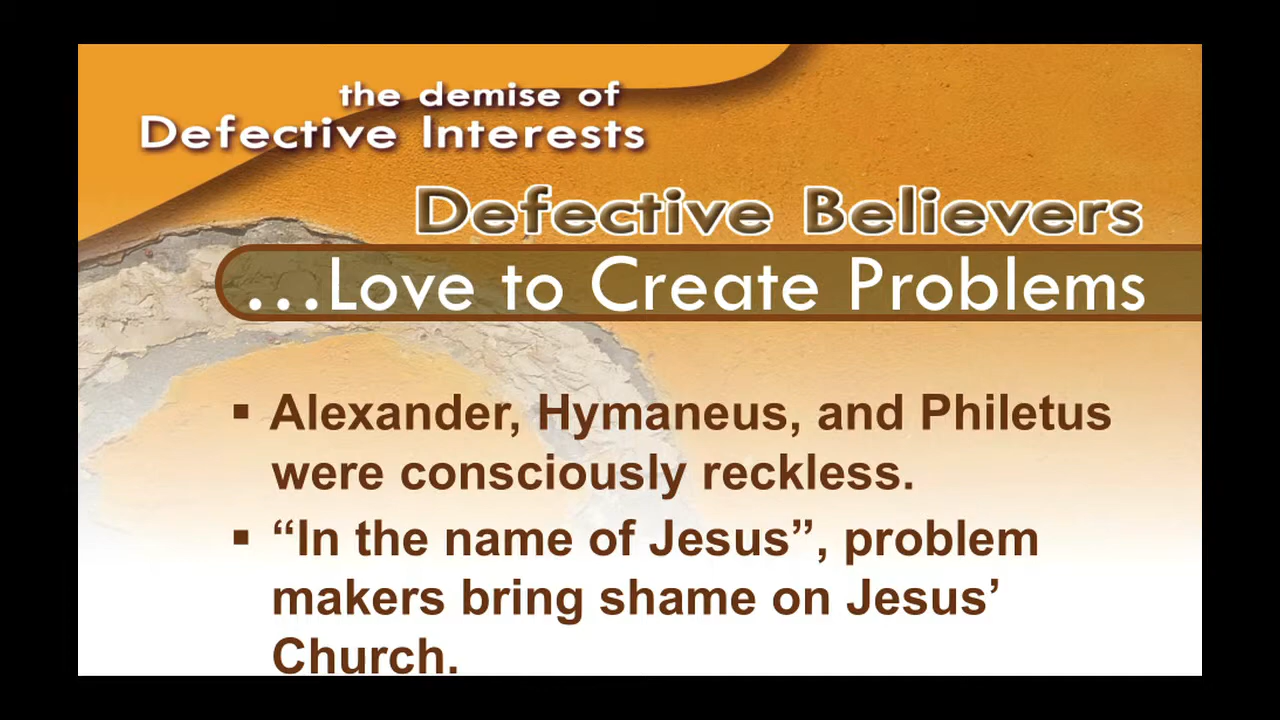 the demise of
Defective Interests
Defective Believers
...Love to Create Problems
▪ Alexander, Hymaneus, and Philetus
were consciously reckless.
▪ “In the name of Jesus”, problem
makers bring shame on Jesus’
Church.